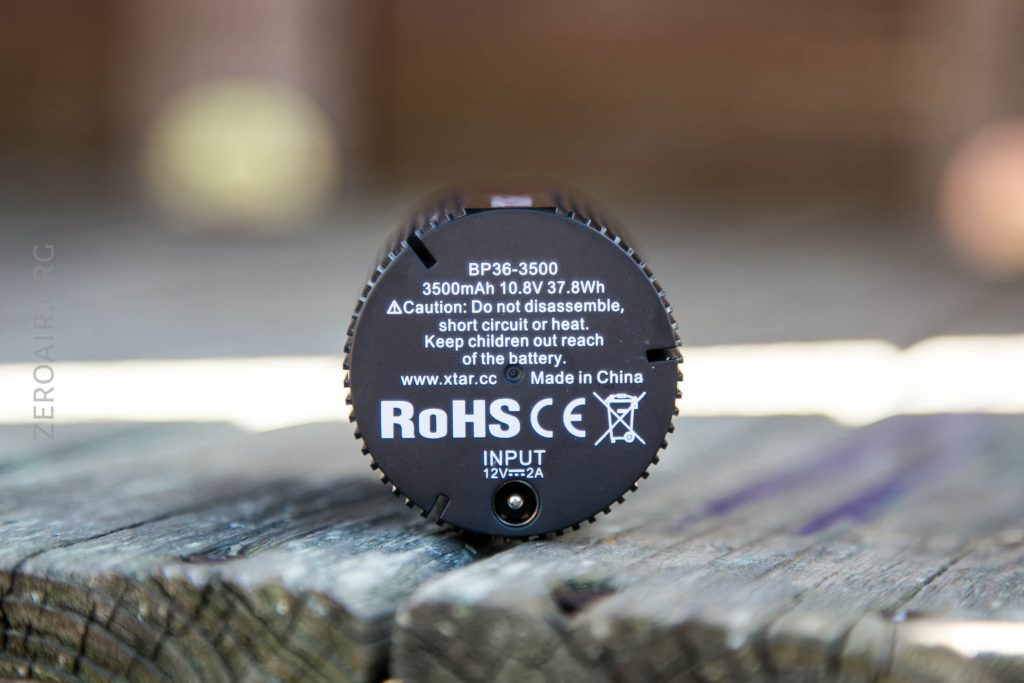 BP36-3500
3500mAh 10.8V 37.8Wh
⚠Caution: Do not disassemble,
short circuit or heat.
Keep children out reach
of the battery.
www.xtar.cc Made in China
RoHS CE
INPUT
12V⎓2A
ZEROAIR.ORG